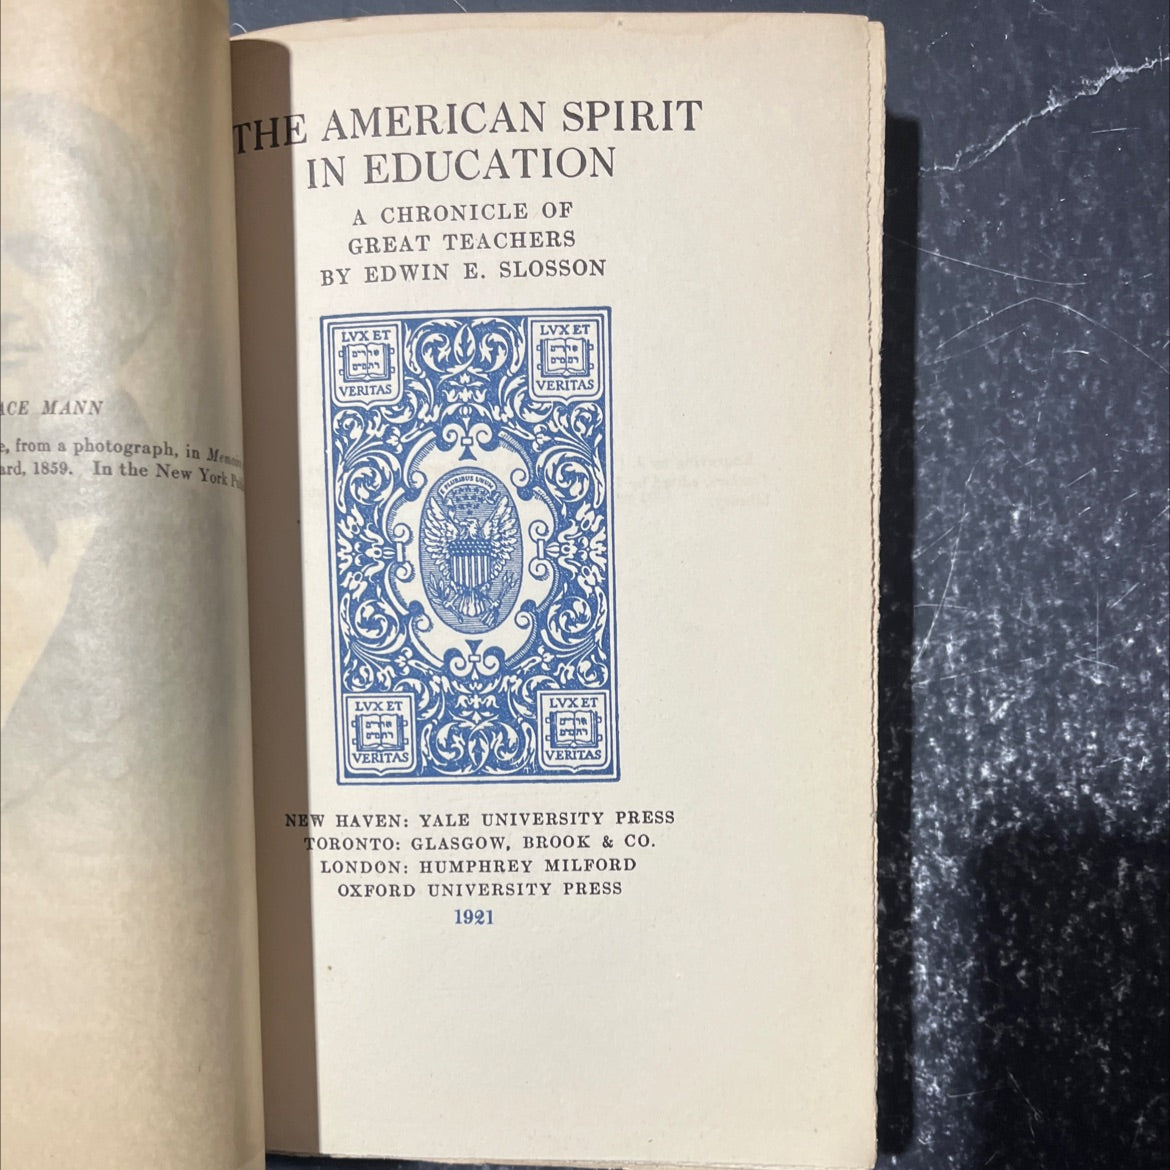 ACE MANN
e, from a photograph, in
ard, 1859. In the New York
THE AMERICAN SPIRIT
IN EDUCATION
A CHRONICLE OF
GREAT TEACHERS
BY EDWIN E. SLOSSON
LVX ET
VERITAS
LVX ET
VERITAS
E PLURIBUS UNUM
LVX ET
VERITAS
LVX ET
VERITAS
NEW HAVEN: YALE UNIVERSITY PRESS
TORONTO: GLASGOW, BROOK & CO.
LONDON: HUMPHREY MILFORD
OXFORD UNIVERSITY PRESS
1921